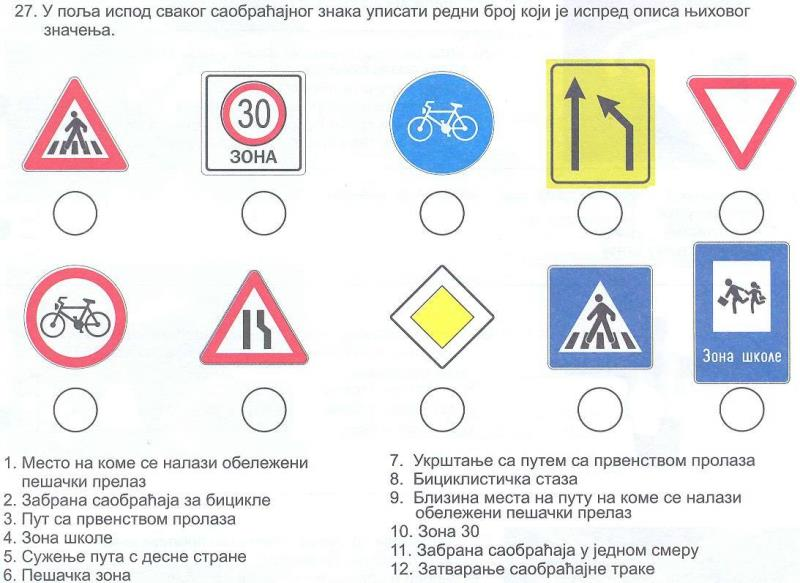 27. У поља испод сваког саобраћајног знака уписати редни број који је испред описа њиховог
значења.
30
ЗОНА
Зона школе
1. Место на коме се налази обележени
пешачки прелаз
2. Забрана саобраћаја за бицикле
3. Пут са првенством пролаза
4. Зона школе
5. Сужење пута с десне стране
6. Пешачка зона
7. Укрштање са путем са првенством пролаза
8. Бициклистичка стаза
9. Близина места на путу на коме се налази
обележени пешачки прелаз
10. Зона 30
11. Забрана саобраћаја у једном смеру
12. Затварање саобраћајне траке